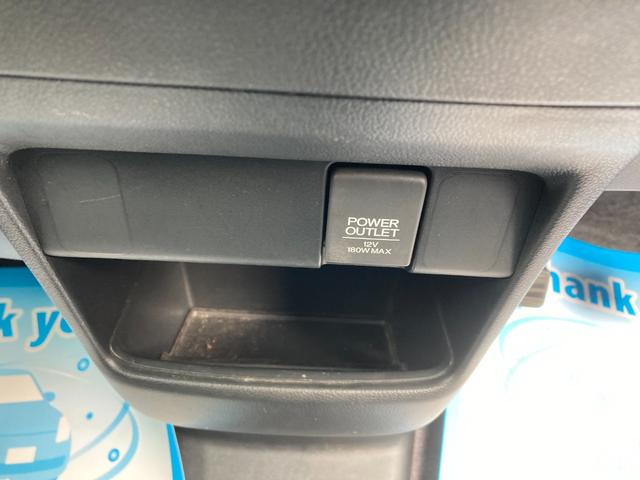 POWER
OUTLET
12V
180W MAX
k yo
hank